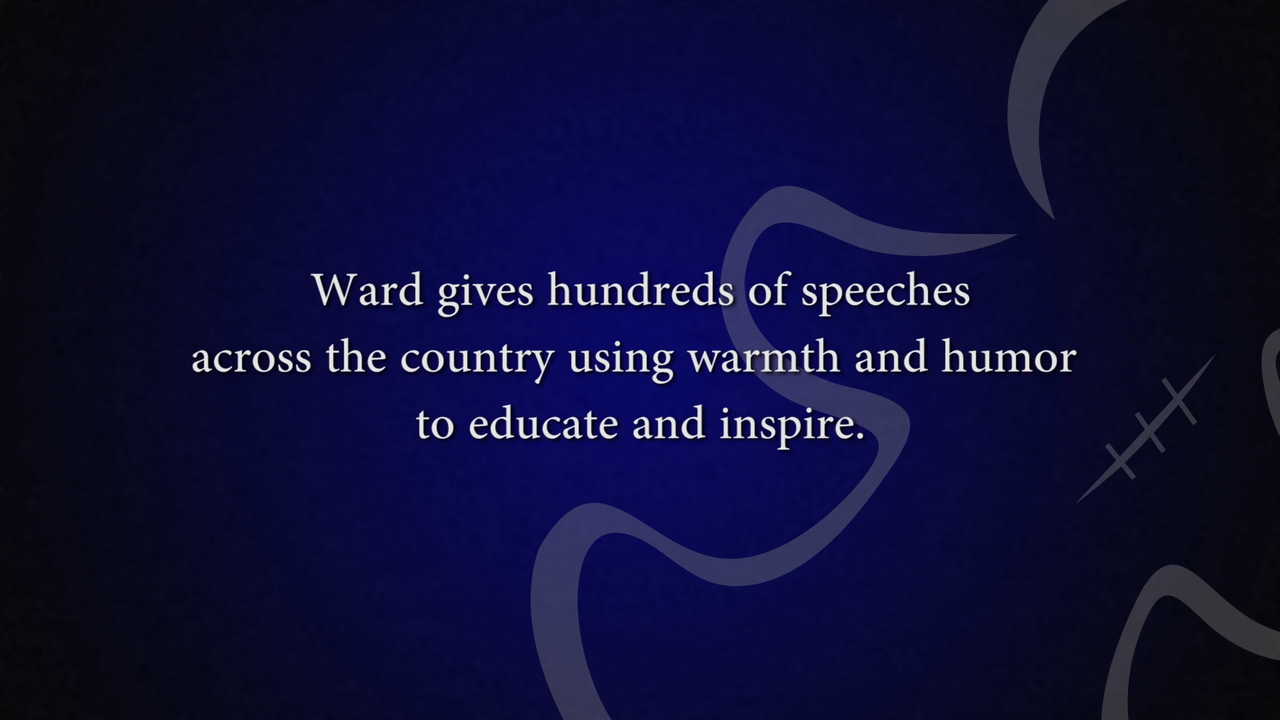 Ward gives hundreds of speeches
across the country using warmth and humor
to educate and inspire.